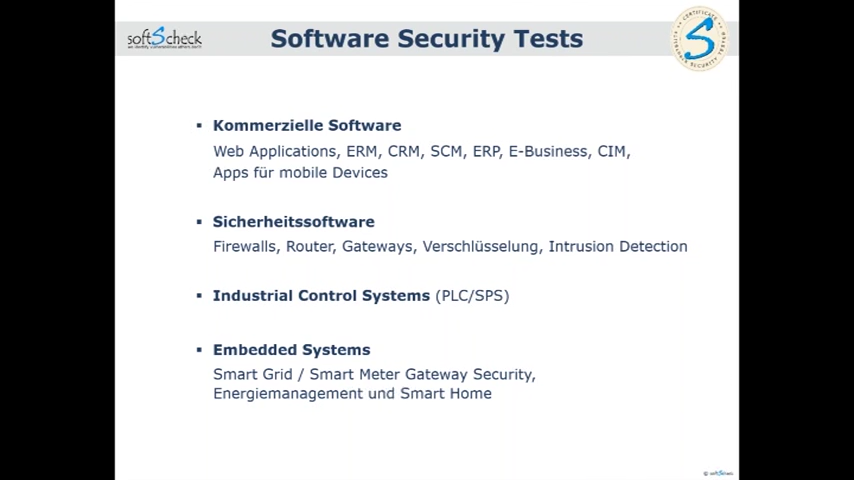 softScheck
Software Security Tests
▪ Kommerzielle Software
Web Applications, ERM, CRM, SCM, ERP, E-Business, CIM,
Apps für mobile Devices
▪ Sicherheitssoftware
Firewalls, Router, Gateways, Verschlüsselung, Intrusion Detection
▪ Industrial Control Systems (PLC/SPS)
▪ Embedded Systems
Smart Grid / Smart Meter Gateway Security,
Energiemanagement und Smart Home
© softScheck